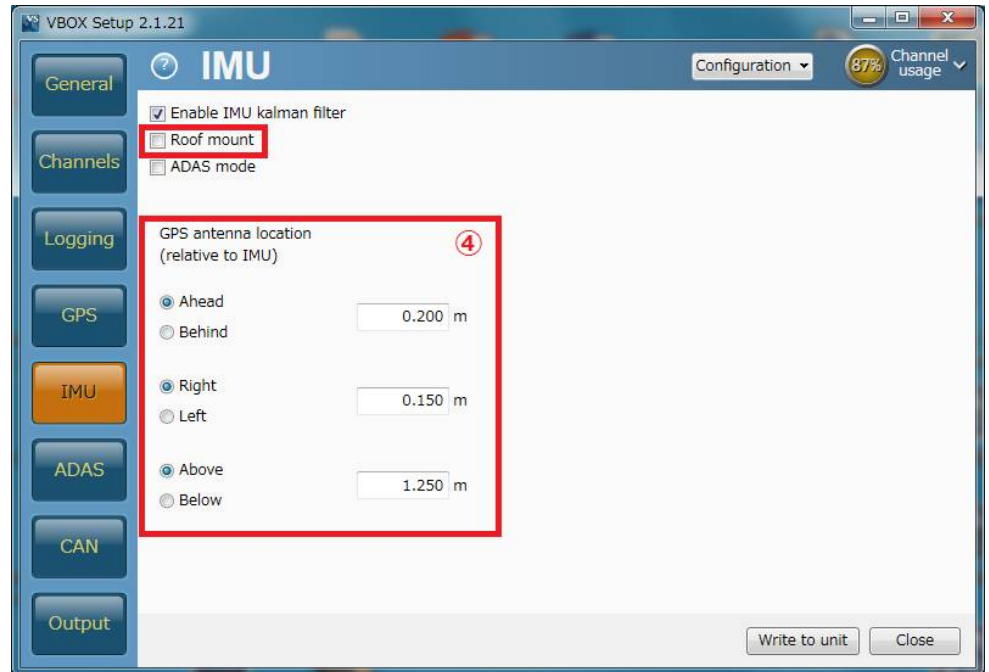 VBOX Setup 2.1.21
General
Channels
Logging
GPS
IMU
ADAS
CAN
Output
? IMU
Configuration
87% Channel usage
Enable IMU kalman filter
Roof mount
ADAS mode
GPS antenna location
(relative to IMU)
④
Ahead
Behind
0.200 m
Right
Left
0.150 m
Above
Below
1.250 m
Write to unit
Close